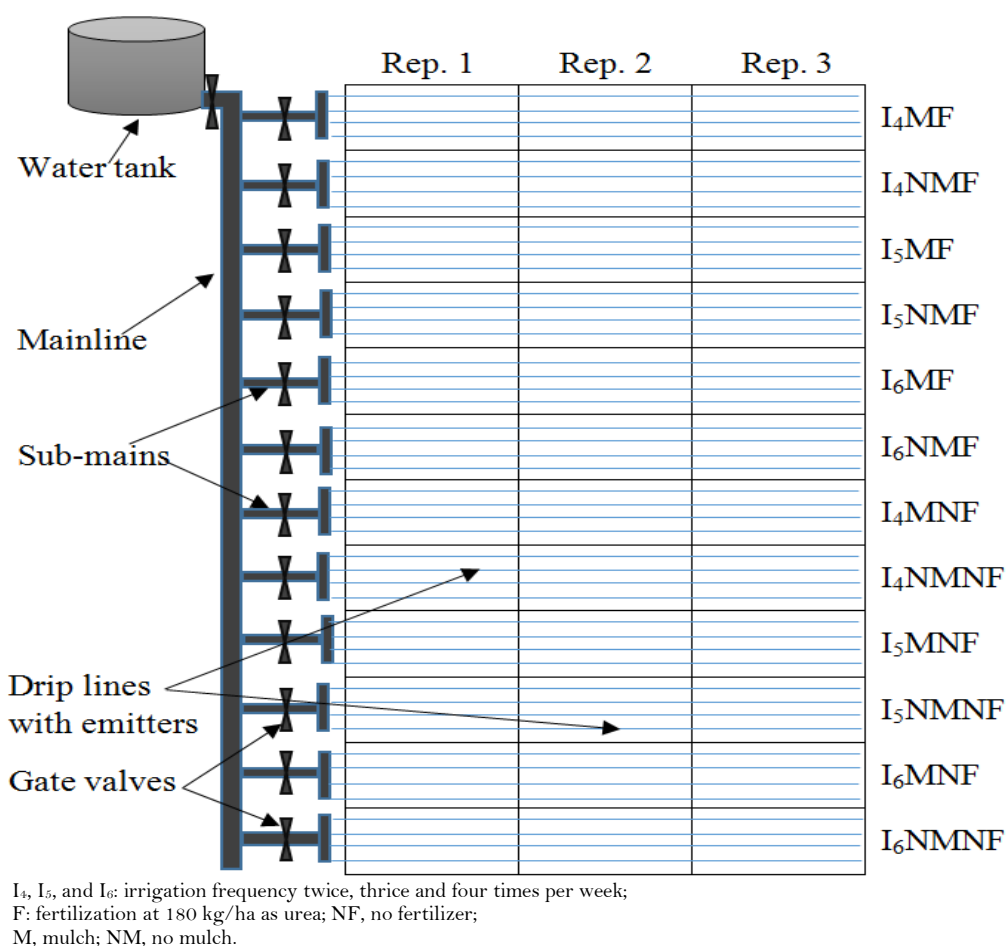 Rep. 1 Rep. 2 Rep. 3
I₄MF
Water tank
I₄NMF
I₅MF
I₅NMF
Mainline
I₆MF
Sub-mains
I₆NMF
I₄MNF
I₄NMNF
I₅MNF
Drip lines
with emitters
I₅NMNF
Gate valves
I₆MNF
I₆NMNF
I₄, I₅, and I₆: irrigation frequency twice, thrice and four times per week;
F: fertilization at 180 kg/ha as urea; NF, no fertilizer;
M, mulch; NM, no mulch.